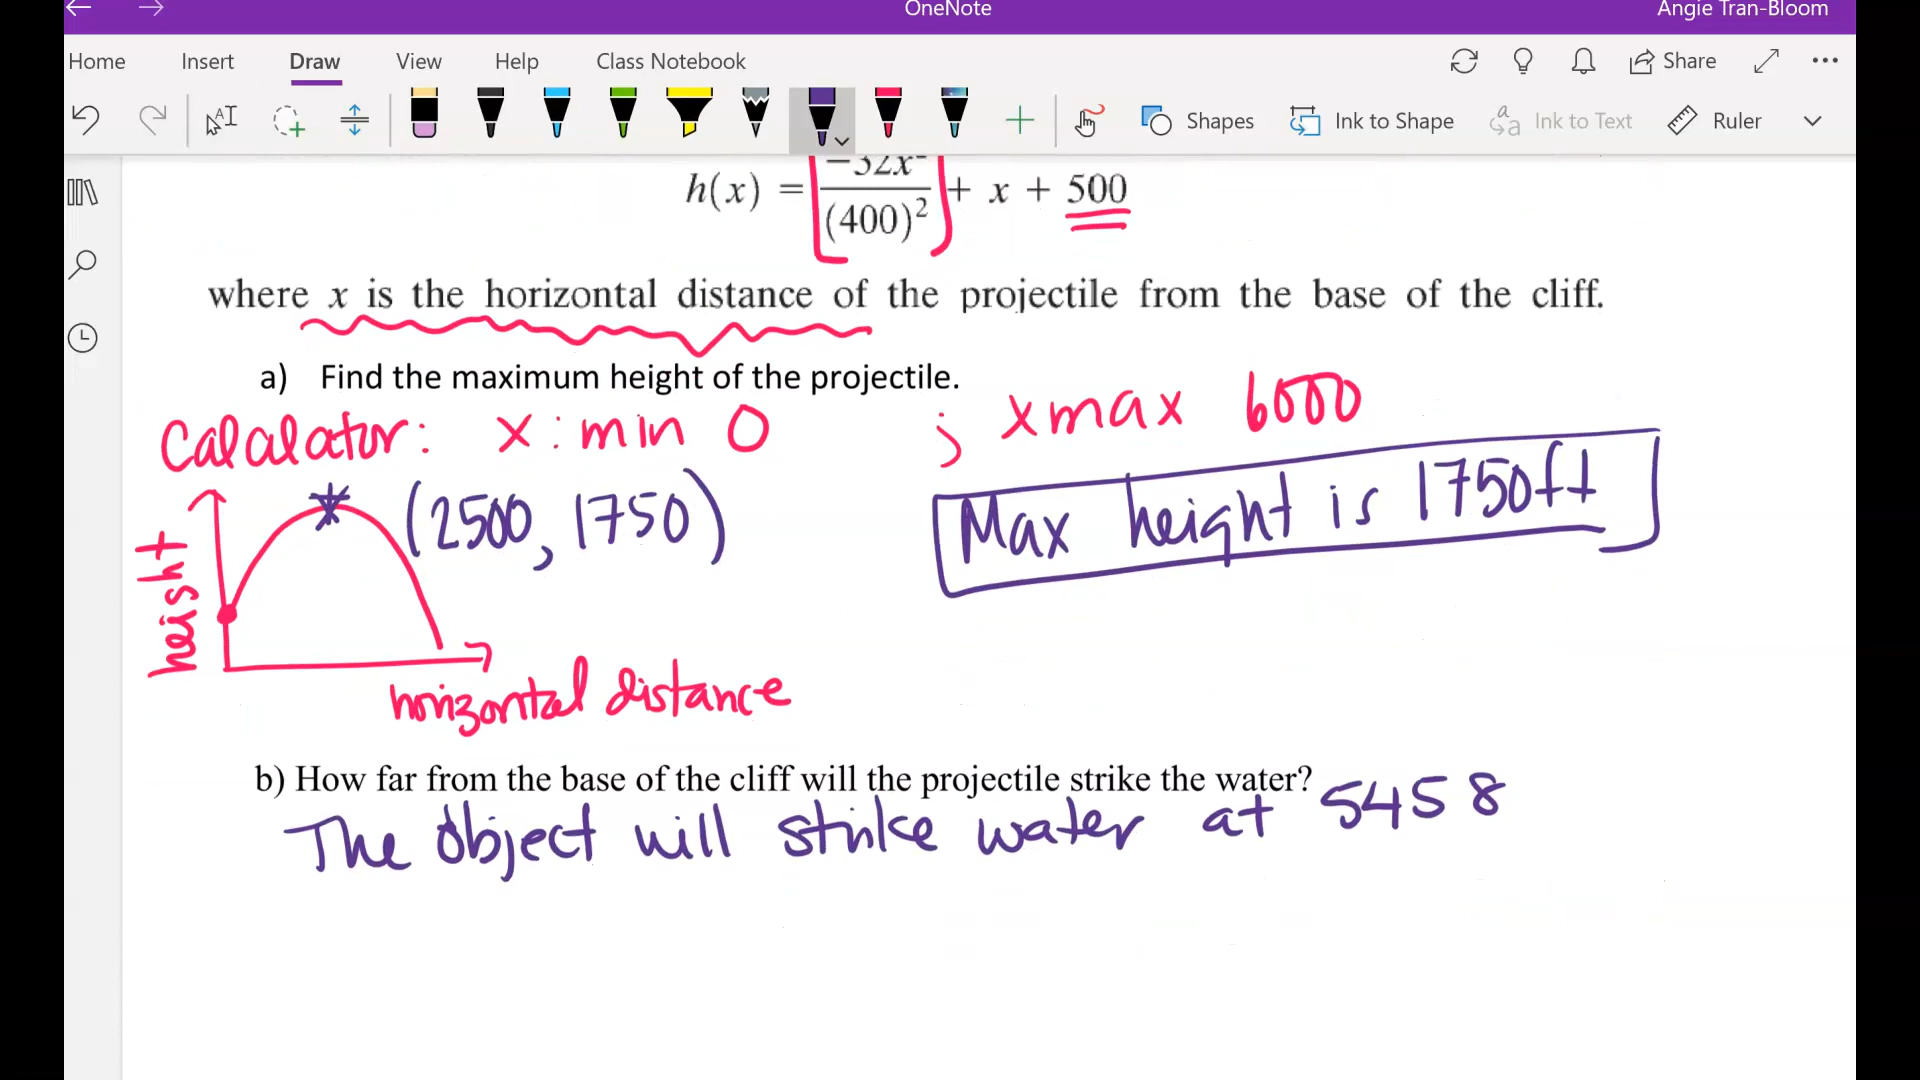 OneNote
Angie Tran-Bloom
Home Insert Draw View Help Class Notebook Share
Shapes Ink to Shape Ink to Text Ruler
h(x) = [−32x² / (400)²] + x + 500
where x is the horizontal distance of the projectile from the base of the cliff.
a) Find the maximum height of the projectile.
Calalator: x:min 0 ; xmax 6000
(2500, 1750)
Max height is 1750ft
height
horizontal distance
b) How far from the base of the cliff will the projectile strike the water?
The object will strike water at 5458